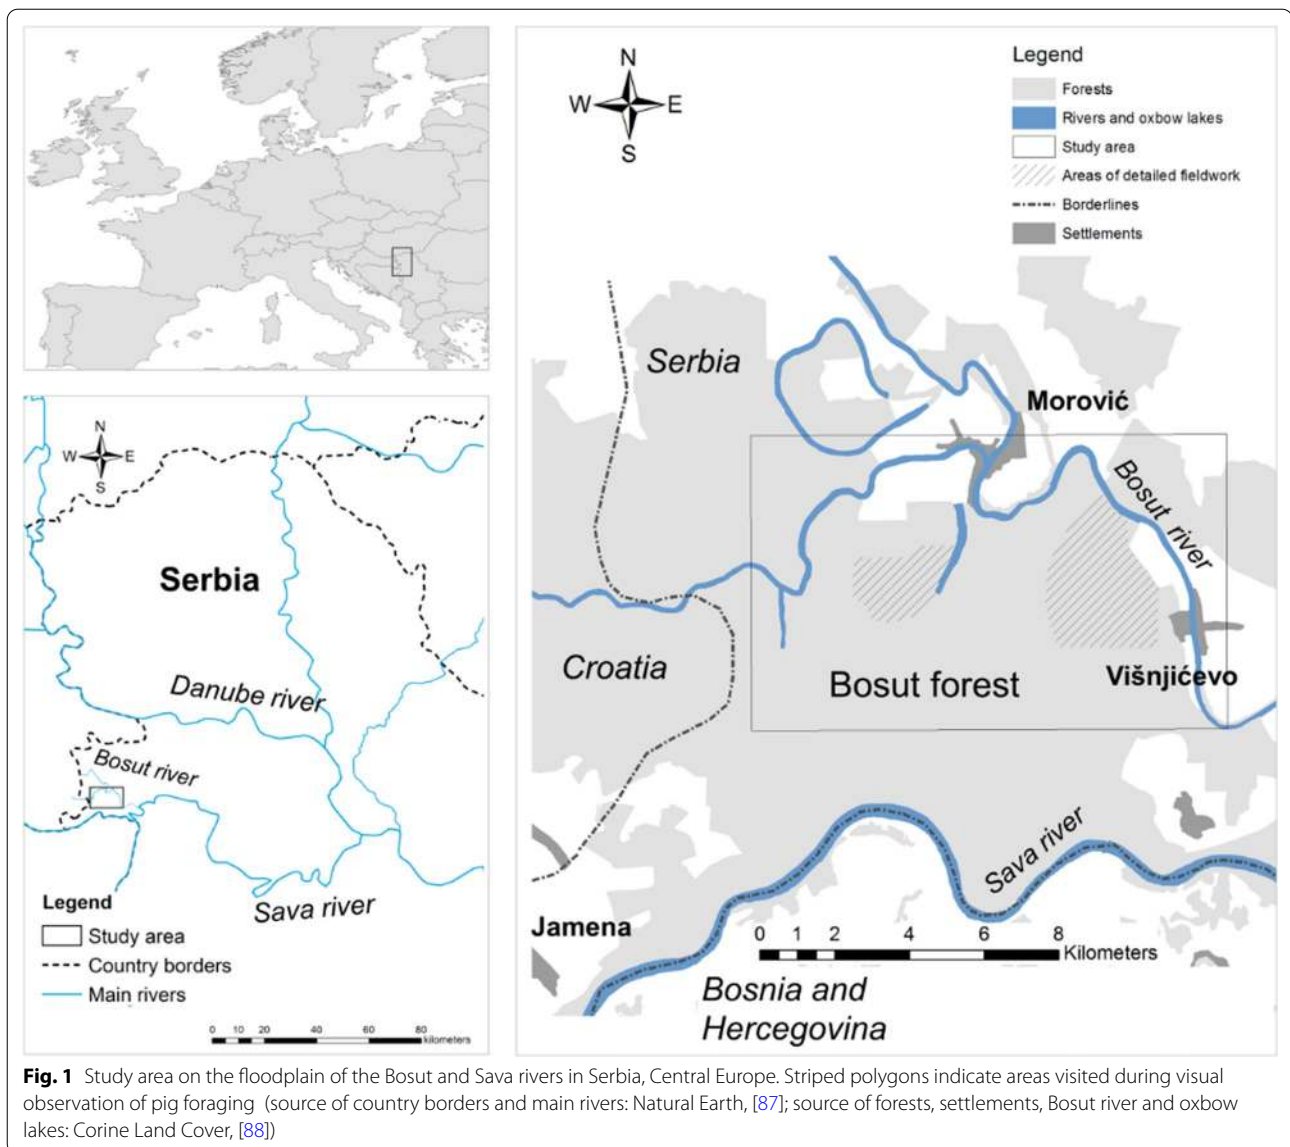 N
W E
S
Serbia
Danube river
Bosut river
Sava river
Legend
Study area
Country borders
Main rivers
0 10 20 40 60 80
kilometers
N
W E
S
Legend
Forests
Rivers and oxbow lakes
Study area
Areas of detailed fieldwork
Borderlines
Settlements
Serbia
Morović
Bosut river
Croatia
Bosut forest
Višnjićevo
Sava river
Jamena
0 1 2 4 6 8
Kilometers
Bosnia and
Hercegovina
Fig. 1 Study area on the floodplain of the Bosut and Sava rivers in Serbia, Central Europe. Striped polygons indicate areas visited during visual
observation of pig foraging (source of country borders and main rivers: Natural Earth, [87]; source of forests, settlements, Bosut river and oxbow
lakes: Corine Land Cover, [88])